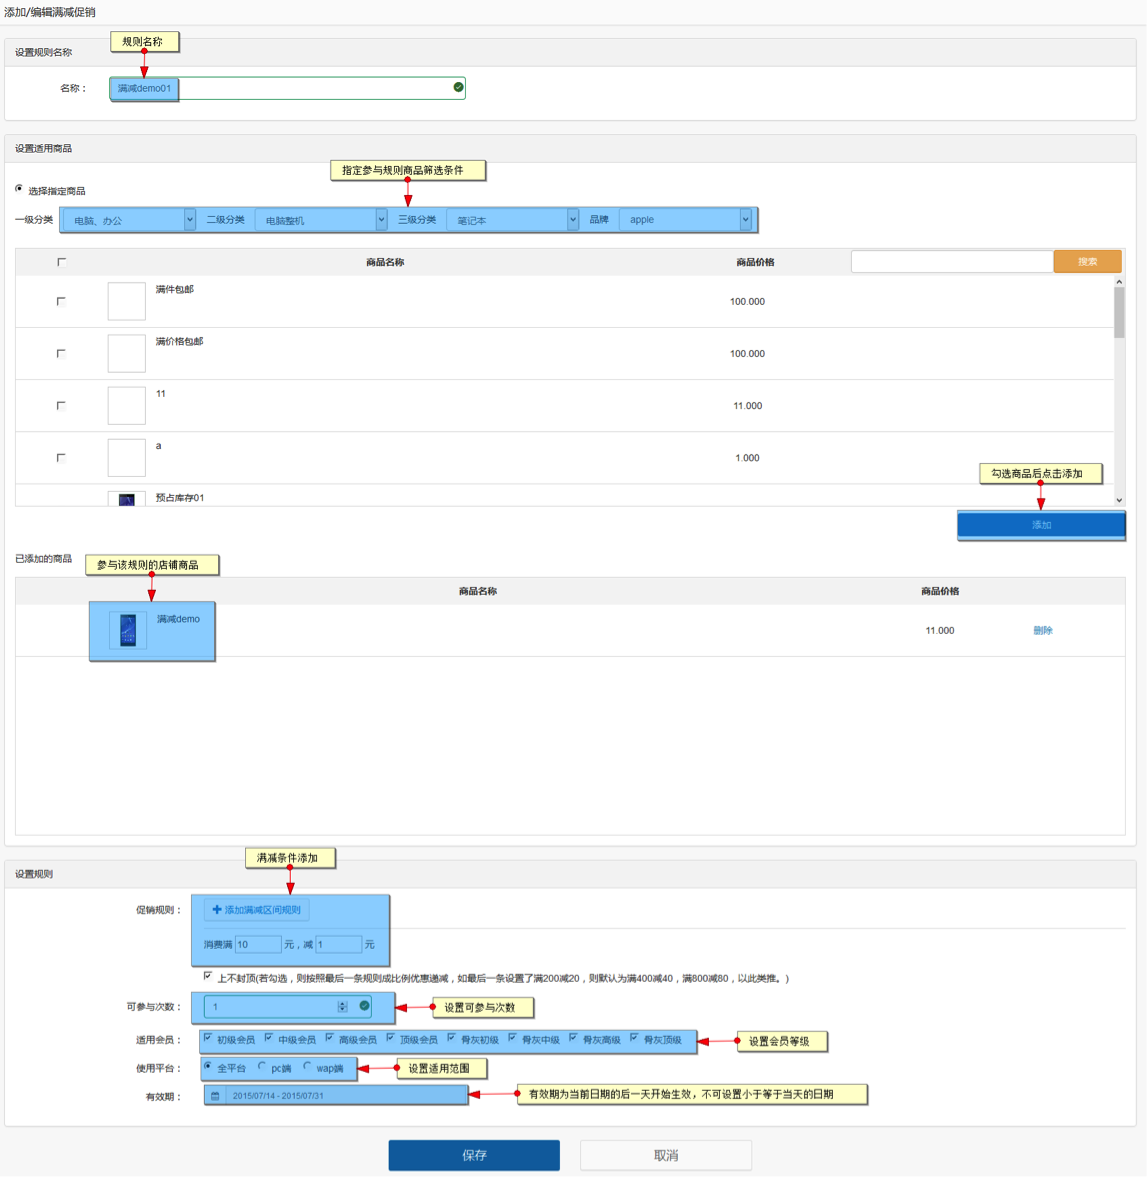 添加/编辑满减促销
规则名称
设置规则名称
名称： 满减demo01
设置适用商品
指定参与规则商品筛选条件
选择指定商品
一级分类 电脑、办公 二级分类 电脑整机 三级分类 笔记本 品牌 apple
商品名称 商品价格 搜索
满件包邮
100.000
满价格包邮
100.000
11
11.000
a
1.000
勾选商品后点击添加
预占库存01
添加
已添加的商品 参与该规则的店铺商品
商品名称 商品价格
满减demo
11.000 删除
满减条件添加
设置规则
促销规则： 添加满减区间规则
消费满 10 元，减 1 元
上不封顶(若勾选，则按照最后一条规则成比例优惠递减，如最后一条设置了满200减20，则默认为满400减40，满800减80，以此类推。)
可参与次数： 1 设置可参与次数
适用会员： 初级会员 中级会员 高级会员 顶级会员 骨灰初级 骨灰中级 骨灰高级 骨灰顶级 设置会员等级
使用平台： 全平台 pc端 wap端 设置适用范围
有效期： 2015/07/14 - 2015/07/31 有效期为当前日期的后一天开始生效，不可设置小于等于当天的日期
保存 取消